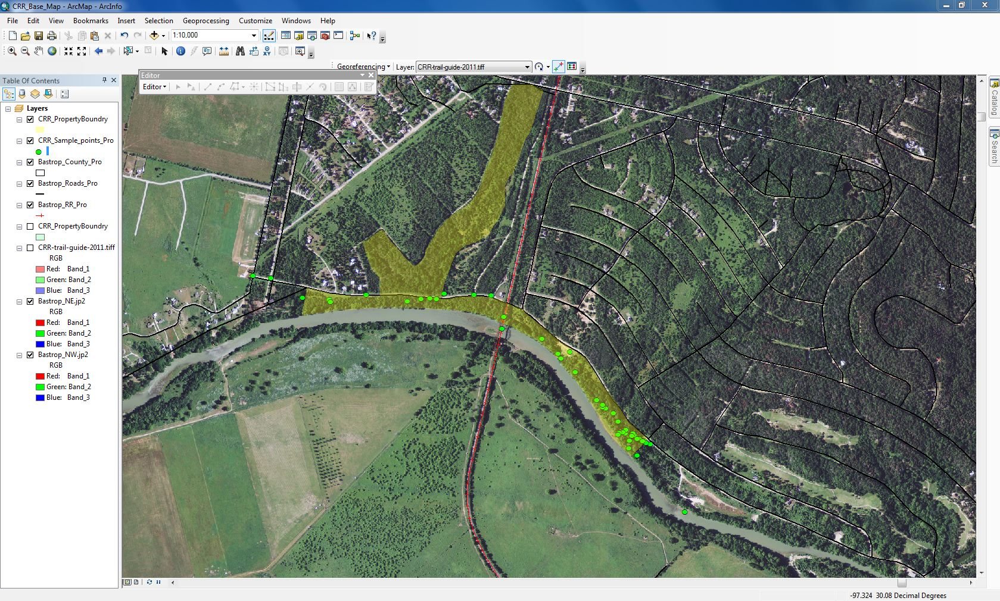 CRR_Base_Map - ArcMap - ArcInfo
File Edit View Bookmarks Insert Selection Geoprocessing Customize Windows Help
1:10,000
Georeferencing Layer: CRR-trail-guide-2011.tiff
Table Of Contents
Editor
Editor
Layers
CRR_PropertyBoundry
CRR_Sample_points_Pro
Bastrop_County_Pro
Bastrop_Roads_Pro
Bastrop_RR_Pro
CRR_PropertyBoundry
CRR-trail-guide-2011.tiff
RGB
Red: Band_1
Green: Band_2
Blue: Band_3
Bastrop_NE.jp2
RGB
Red: Band_1
Green: Band_2
Blue: Band_3
Bastrop_NW.jp2
RGB
Red: Band_1
Green: Band_2
Blue: Band_3
Catalog
Search
-97.324 30.08 Decimal Degrees